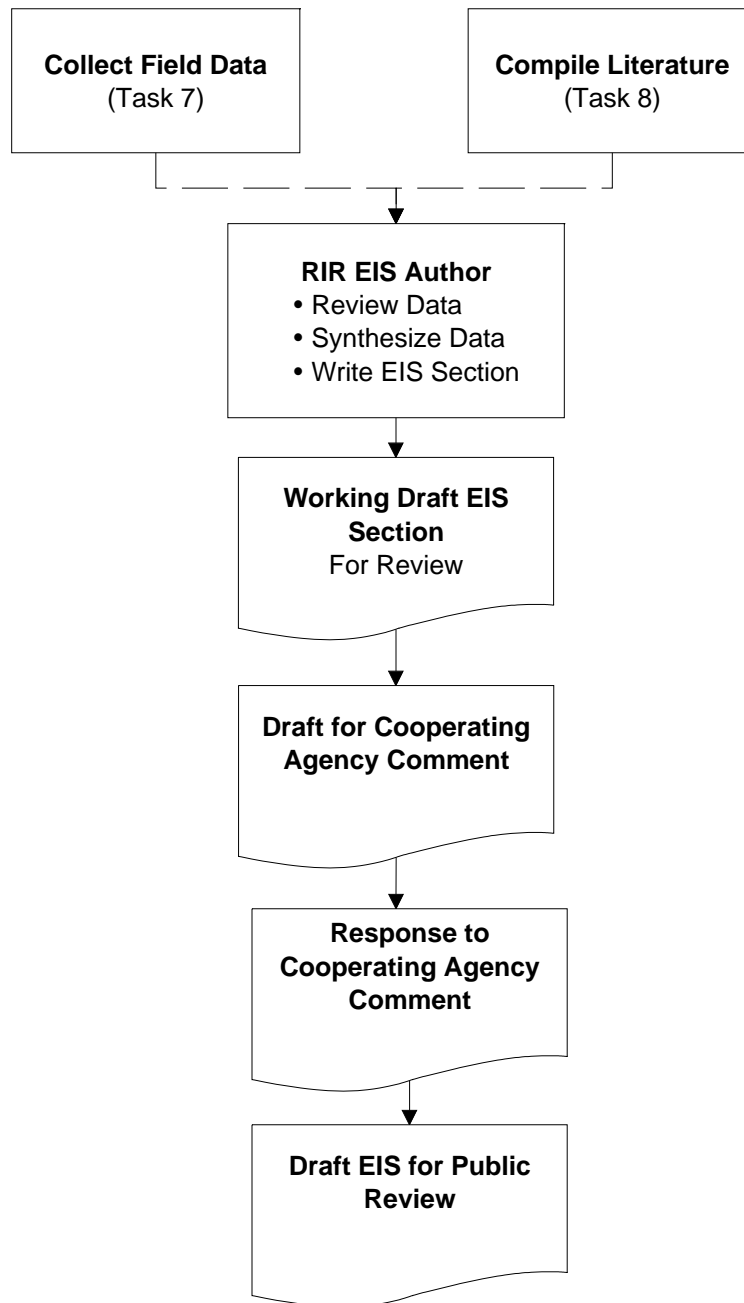 Collect Field Data
(Task 7)
Compile Literature
(Task 8)
RIR EIS Author
• Review Data
• Synthesize Data
• Write EIS Section
Working Draft EIS
Section
For Review
Draft for Cooperating
Agency Comment
Response to
Cooperating Agency
Comment
Draft EIS for Public
Review